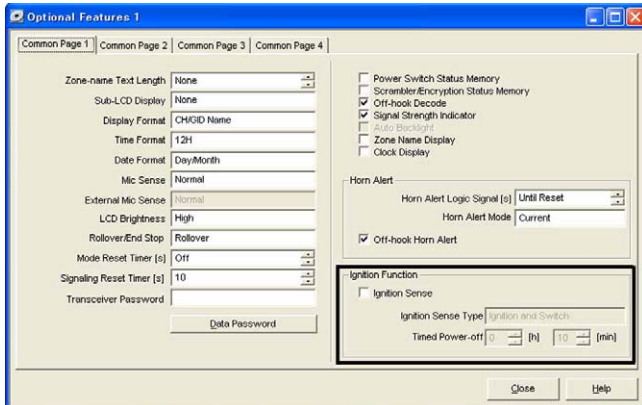 Optional Features 1
Common Page 1 Common Page 2 Common Page 3 Common Page 4
Zone-name Text Length None
Sub-LCD Display None
Display Format CH/GID Name
Time Format 12H
Date Format Day/Month
Mic Sense Normal
External Mic Sense Normal
LCD Brightness High
Rollover/End Stop Rollover
Mode Reset Timer [s] Off
Signaling Reset Timer [s] 10
Transceiver Password
Data Password
Power Switch Status Memory
Scrambler/Encryption Status Memory
Off-hook Decode
Signal Strength Indicator
Auto Backlight
Zone Name Display
Clock Display
Horn Alert
Horn Alert Logic Signal [s] Until Reset
Horn Alert Mode Current
Off-hook Horn Alert
Ignition Function
Ignition Sense
Ignition Sense Type Ignition and Switch
Timed Power-off 0 [h] 10 [min]
Close Help